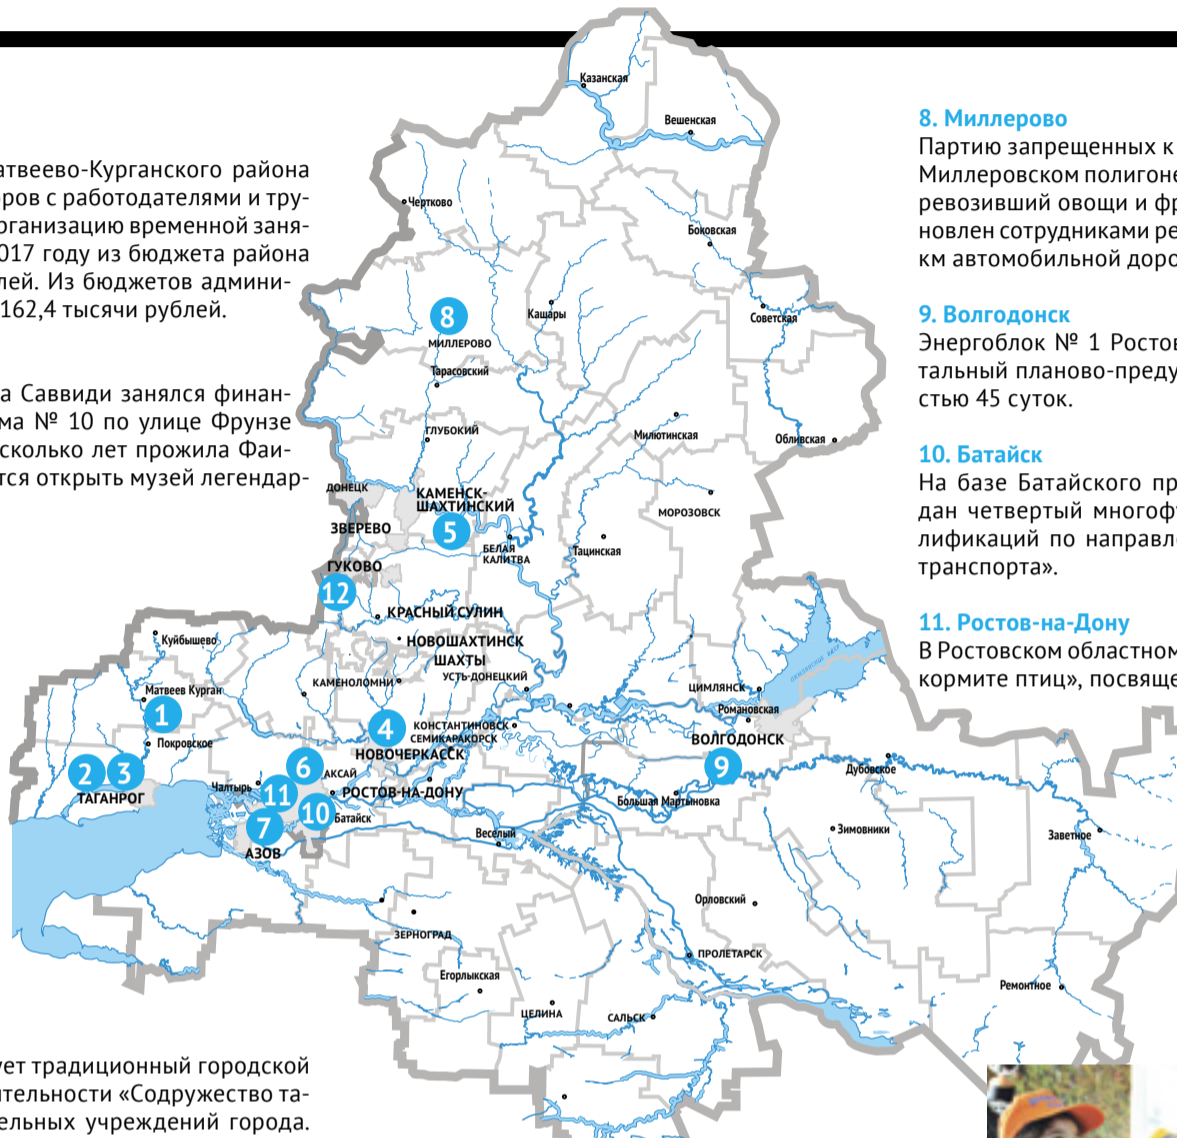 атвеево-Курганского района
ров с работодателями и тру-
рганизацию временной заня-
017 году из бюджета района
лей. Из бюджетов админи-
162,4 тысячи рублей.
а Саввиди занялся финан-
ма № 10 по улице Фрунзе
сколько лет прожила Фаи-
тся открыть музей легендар-
ует традиционный городской
ительности «Содружество та-
ельных учреждений города.
Казанская
Вешенская
Чертково
Боковская
Кашары
Советская
8
МИЛЛЕРОВО
Тарасовский
Милютинская
Обливская
ГЛУБОКИЙ
ДОНЕЦК
КАМЕНСК-
ШАХТИНСКИЙ
5
ЗВЕРЕВО
МОРОЗОВСК
БЕЛАЯ
КАЛИТВА
Тацинская
ГУКОВО
12
КРАСНЫЙ СУЛИН
НОВОШАХТИНСК
ШАХТЫ
УСТЬ-ДОНЕЦКИЙ
КАМЕНОЛОМНИ
Куйбышево
Матвеев Курган
1
Покровское
2
3
ТАГАНРОГ
4
КОНСТАНТИНОВСК
СЕМИКАРАКОРСК
НОВОЧЕРКАССК
ЦИМЛЯНСК
Романовская
ВОЛГОДОНСК
9
6
АКСАЙ
Чалтырь
11
РОСТОВ-НА-ДОНУ
10
Батайск
7
АЗОВ
Большая Мартыновка
Дубовское
Веселый
Зимовники
Заветное
Орловский
ЗЕРНОГРАД
ПРОЛЕТАРСК
Егорлыкская
Ремонтное
ЦЕЛИНА
САЛЬСК
8. Миллерово
Партию запрещенных к
Миллеровском полигоне
ревозивший овощи и фр
новлен сотрудниками ре
км автомобильной доро
9. Волгодонск
Энергоблок № 1 Ростов
тальный планово-преду
стью 45 суток.
10. Батайск
На базе Батайского пр
дан четвертый многофу
лификаций по направле
транспорта».
11. Ростов-на-Дону
В Ростовском областном
кормите птиц», посвяще